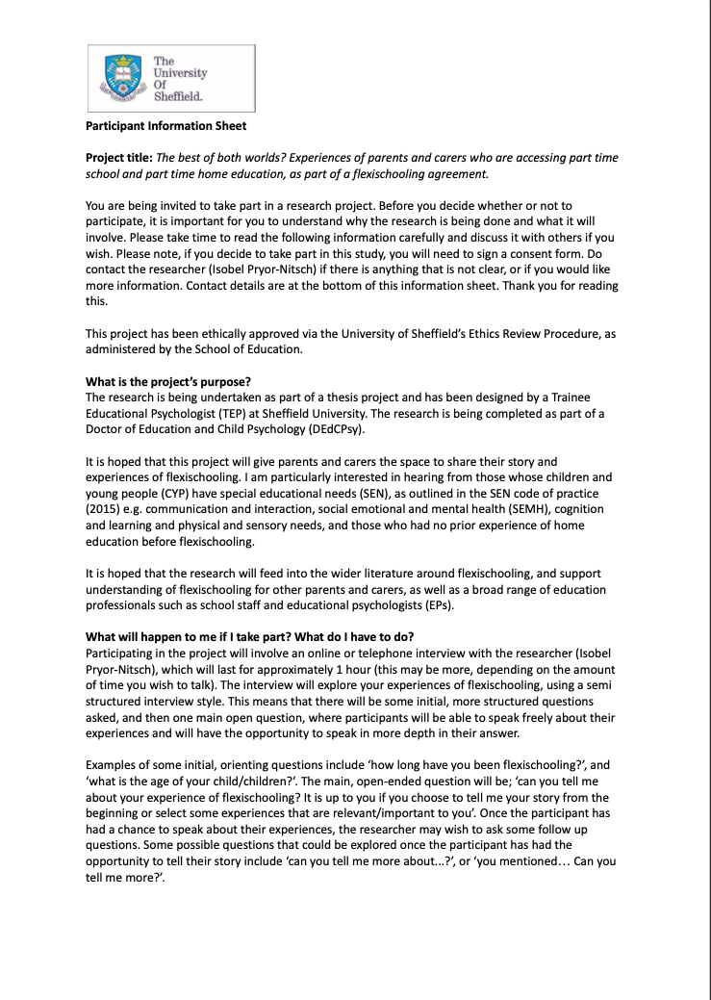 The
University
Of
Sheffield.
Participant Information Sheet
Project title: The best of both worlds? Experiences of parents and carers who are accessing part time
school and part time home education, as part of a flexischooling agreement.
You are being invited to take part in a research project. Before you decide whether or not to
participate, it is important for you to understand why the research is being done and what it will
involve. Please take time to read the following information carefully and discuss it with others if you
wish. Please note, if you decide to take part in this study, you will need to sign a consent form. Do
contact the researcher (Isobel Pryor-Nitsch) if there is anything that is not clear, or if you would like
more information. Contact details are at the bottom of this information sheet. Thank you for reading
this.
This project has been ethically approved via the University of Sheffield’s Ethics Review Procedure, as
administered by the School of Education.
What is the project’s purpose?
The research is being undertaken as part of a thesis project and has been designed by a Trainee
Educational Psychologist (TEP) at Sheffield University. The research is being completed as part of a
Doctor of Education and Child Psychology (DEdCPsy).
It is hoped that this project will give parents and carers the space to share their story and
experiences of flexischooling. I am particularly interested in hearing from those whose children and
young people (CYP) have special educational needs (SEN), as outlined in the SEN code of practice
(2015) e.g. communication and interaction, social emotional and mental health (SEMH), cognition
and learning and physical and sensory needs, and those who had no prior experience of home
education before flexischooling.
It is hoped that the research will feed into the wider literature around flexischooling, and support
understanding of flexischooling for other parents and carers, as well as a broad range of education
professionals such as school staff and educational psychologists (EPs).
What will happen to me if I take part? What do I have to do?
Participating in the project will involve an online or telephone interview with the researcher (Isobel
Pryor-Nitsch), which will last for approximately 1 hour (this may be more, depending on the amount
of time you wish to talk). The interview will explore your experiences of flexischooling, using a semi
structured interview style. This means that there will be some initial, more structured questions
asked, and then one main open question, where participants will be able to speak freely about their
experiences and will have the opportunity to speak in more depth in their answer.
Examples of some initial, orienting questions include ‘how long have you been flexischooling?’, and
‘what is the age of your child/children?’. The main, open-ended question will be; ‘can you tell me
about your experience of flexischooling? It is up to you if you choose to tell me your story from the
beginning or select some experiences that are relevant/important to you’. Once the participant has
had a chance to speak about their experiences, the researcher may wish to ask some follow up
questions. Some possible questions that could be explored once the participant has had the
opportunity to tell their story include ‘can you tell me more about...?’, or ‘you mentioned… Can you
tell me more?’.